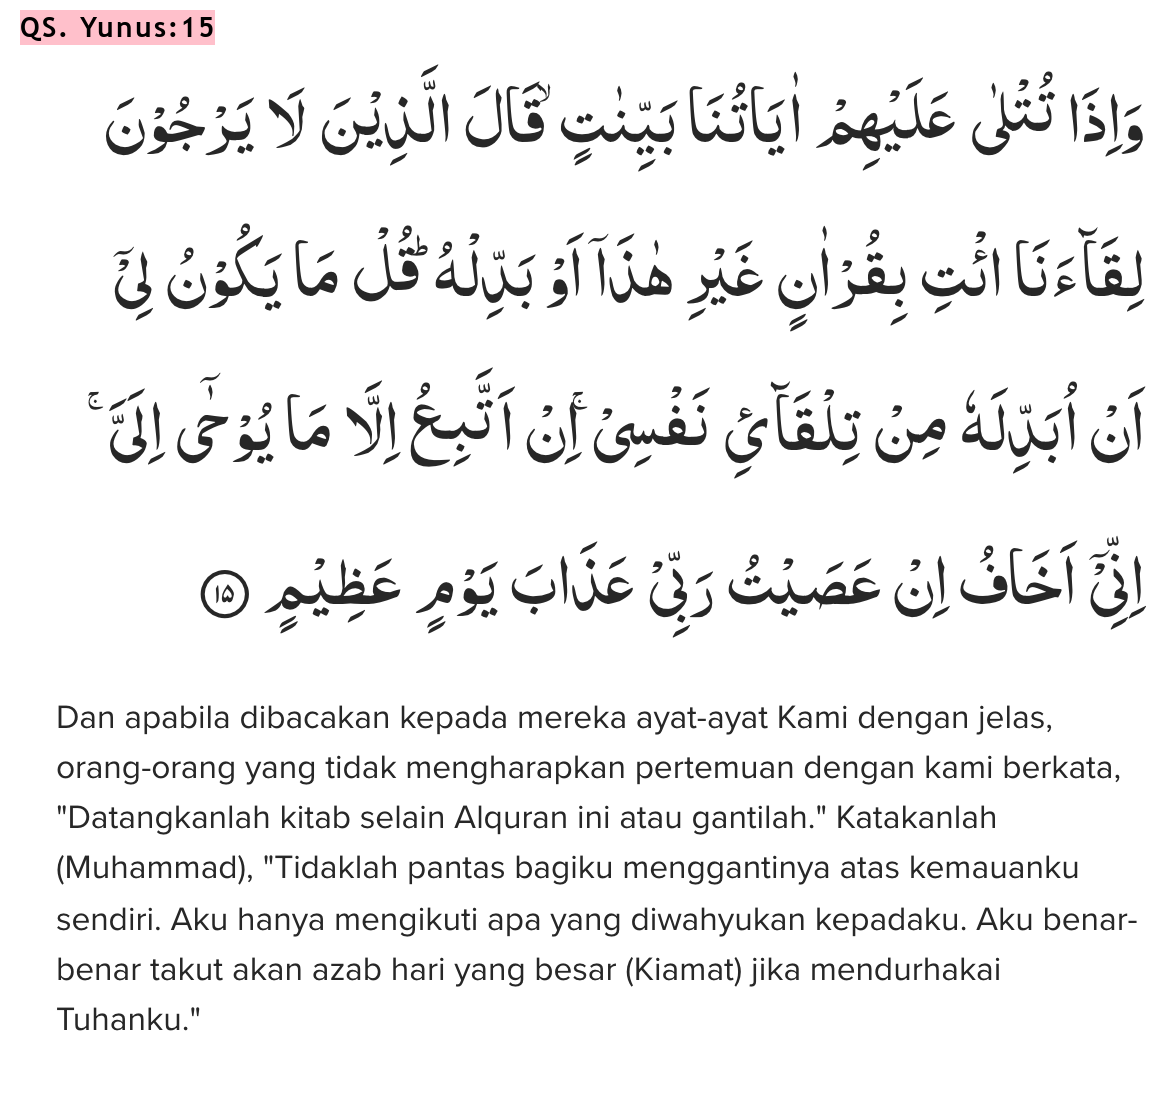 QS. Yunus:15
وَاِذَا تُتْلٰى عَلَيْهِمْ اٰيَاتُنَا بَيِّنٰتٍ ۙقَالَ الَّذِيْنَ لَا يَرْجُوْنَ
لِقَاۤءَنَا ائْتِ بِقُرْاٰنٍ غَيْرِ هٰذَآ اَوْ بَدِّلْهُ ۗقُلْ مَا يَكُوْنُ لِيْٓ
اَنْ اُبَدِّلَهٗ مِنْ تِلْقَاۤئِ نَفْسِيْ ۚاِنْ اَتَّبِعُ اِلَّا مَا يُوْحٰٓى اِلَيَّ ۚ
اِنِّيْٓ اَخَافُ اِنْ عَصَيْتُ رَبِّيْ عَذَابَ يَوْمٍ عَظِيْمٍ ۝١٥
Dan apabila dibacakan kepada mereka ayat-ayat Kami dengan jelas,
orang-orang yang tidak mengharapkan pertemuan dengan kami berkata,
"Datangkanlah kitab selain Alquran ini atau gantilah." Katakanlah
(Muhammad), "Tidaklah pantas bagiku menggantinya atas kemauanku
sendiri. Aku hanya mengikuti apa yang diwahyukan kepadaku. Aku benar-
benar takut akan azab hari yang besar (Kiamat) jika mendurhakai
Tuhanku."